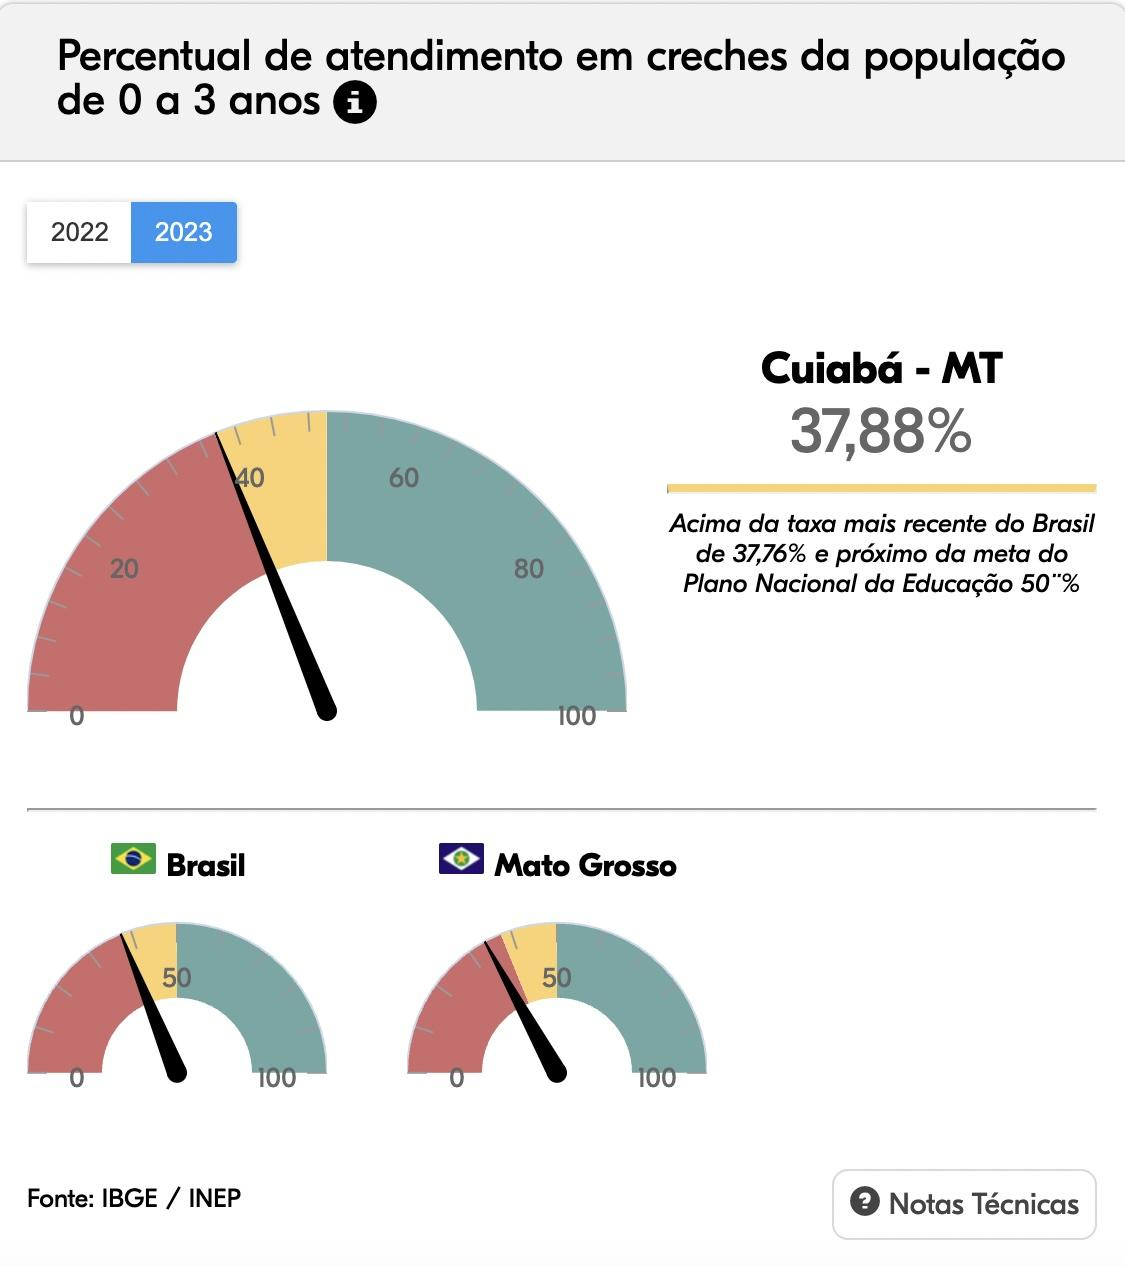 Percentual de atendimento em creches da população
de 0 a 3 anos
2022
2023
Cuiabá - MT
37,88%
Acima da taxa mais recente do Brasil
de 37,76% e próximo da meta do
Plano Nacional da Educação 50¨%
0
20
40
60
80
100
Brasil
0
50
100
Mato Grosso
0
50
100
Fonte: IBGE / INEP
Notas Técnicas